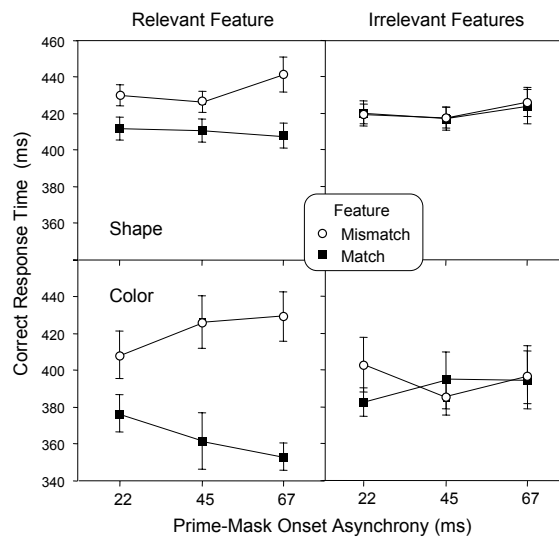 Relevant Feature
Irrelevant Features
460
440
420
400
380
360
Shape
Feature
Mismatch
Match
Color
440
420
400
380
360
340
22
45
67
22
45
67
Correct Response Time (ms)
Prime-Mask Onset Asynchrony (ms)